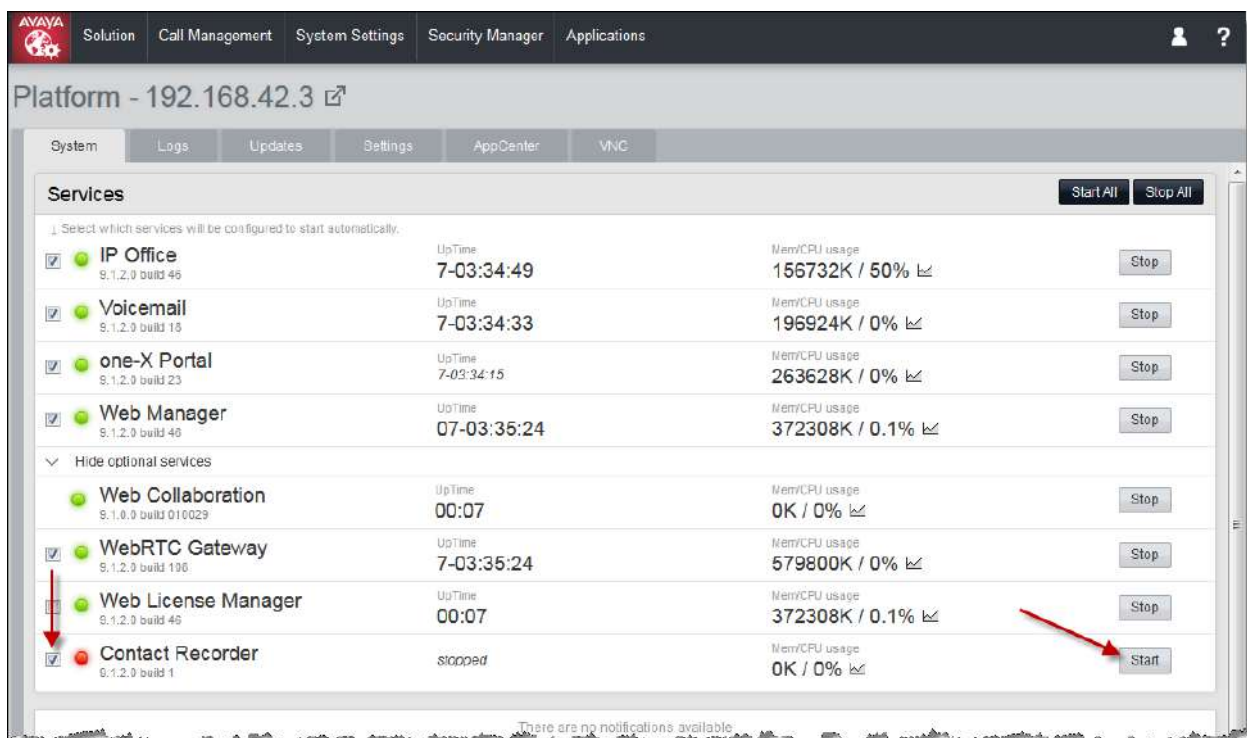 AVAYA
Solution Call Management System Settings Security Manager Applications ?
Platform - 192.168.42.3
System Logs Updates Settings AppCenter VNC
Services Start All Stop All
↓ Select which services will be configured to start automatically.
IP Office UpTime Mem/CPU usage
9.1.2.0 build 46 7-03:34:49 156732K / 50% Stop
Voicemail UpTime Mem/CPU usage
9.1.2.0 build 18 7-03:34:33 196924K / 0% Stop
one-X Portal UpTime Mem/CPU usage
9.1.2.0 build 23 7-03:34:15 263628K / 0% Stop
Web Manager UpTime Mem/CPU usage
9.1.2.0 build 46 07-03:35:24 372308K / 0.1% Stop
Hide optional services
Web Collaboration UpTime Mem/CPU usage
9.1.0.0 build 010029 00:07 0K / 0% Stop
WebRTC Gateway UpTime Mem/CPU usage
9.1.2.0 build 106 7-03:35:24 579800K / 0% Stop
Web License Manager UpTime Mem/CPU usage
9.1.2.0 build 46 00:07 372308K / 0.1% Stop
Contact Recorder stopped Mem/CPU usage
9.1.2.0 build 1 0K / 0% Start
There are no notifications available